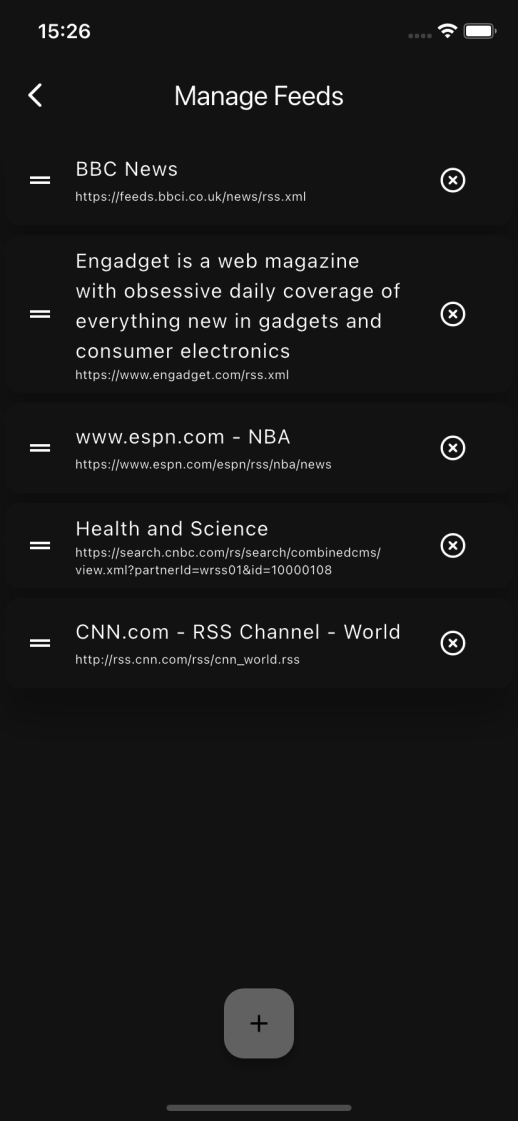 15:26
Manage Feeds
BBC News
https://feeds.bbci.co.uk/news/rss.xml
Engadget is a web magazine
with obsessive daily coverage of
everything new in gadgets and
consumer electronics
https://www.engadget.com/rss.xml
www.espn.com - NBA
https://www.espn.com/espn/rss/nba/news
Health and Science
https://search.cnbc.com/rs/search/combinedcms/
view.xml?partnerId=wrss01&id=10000108
CNN.com - RSS Channel - World
http://rss.cnn.com/rss/cnn_world.rss